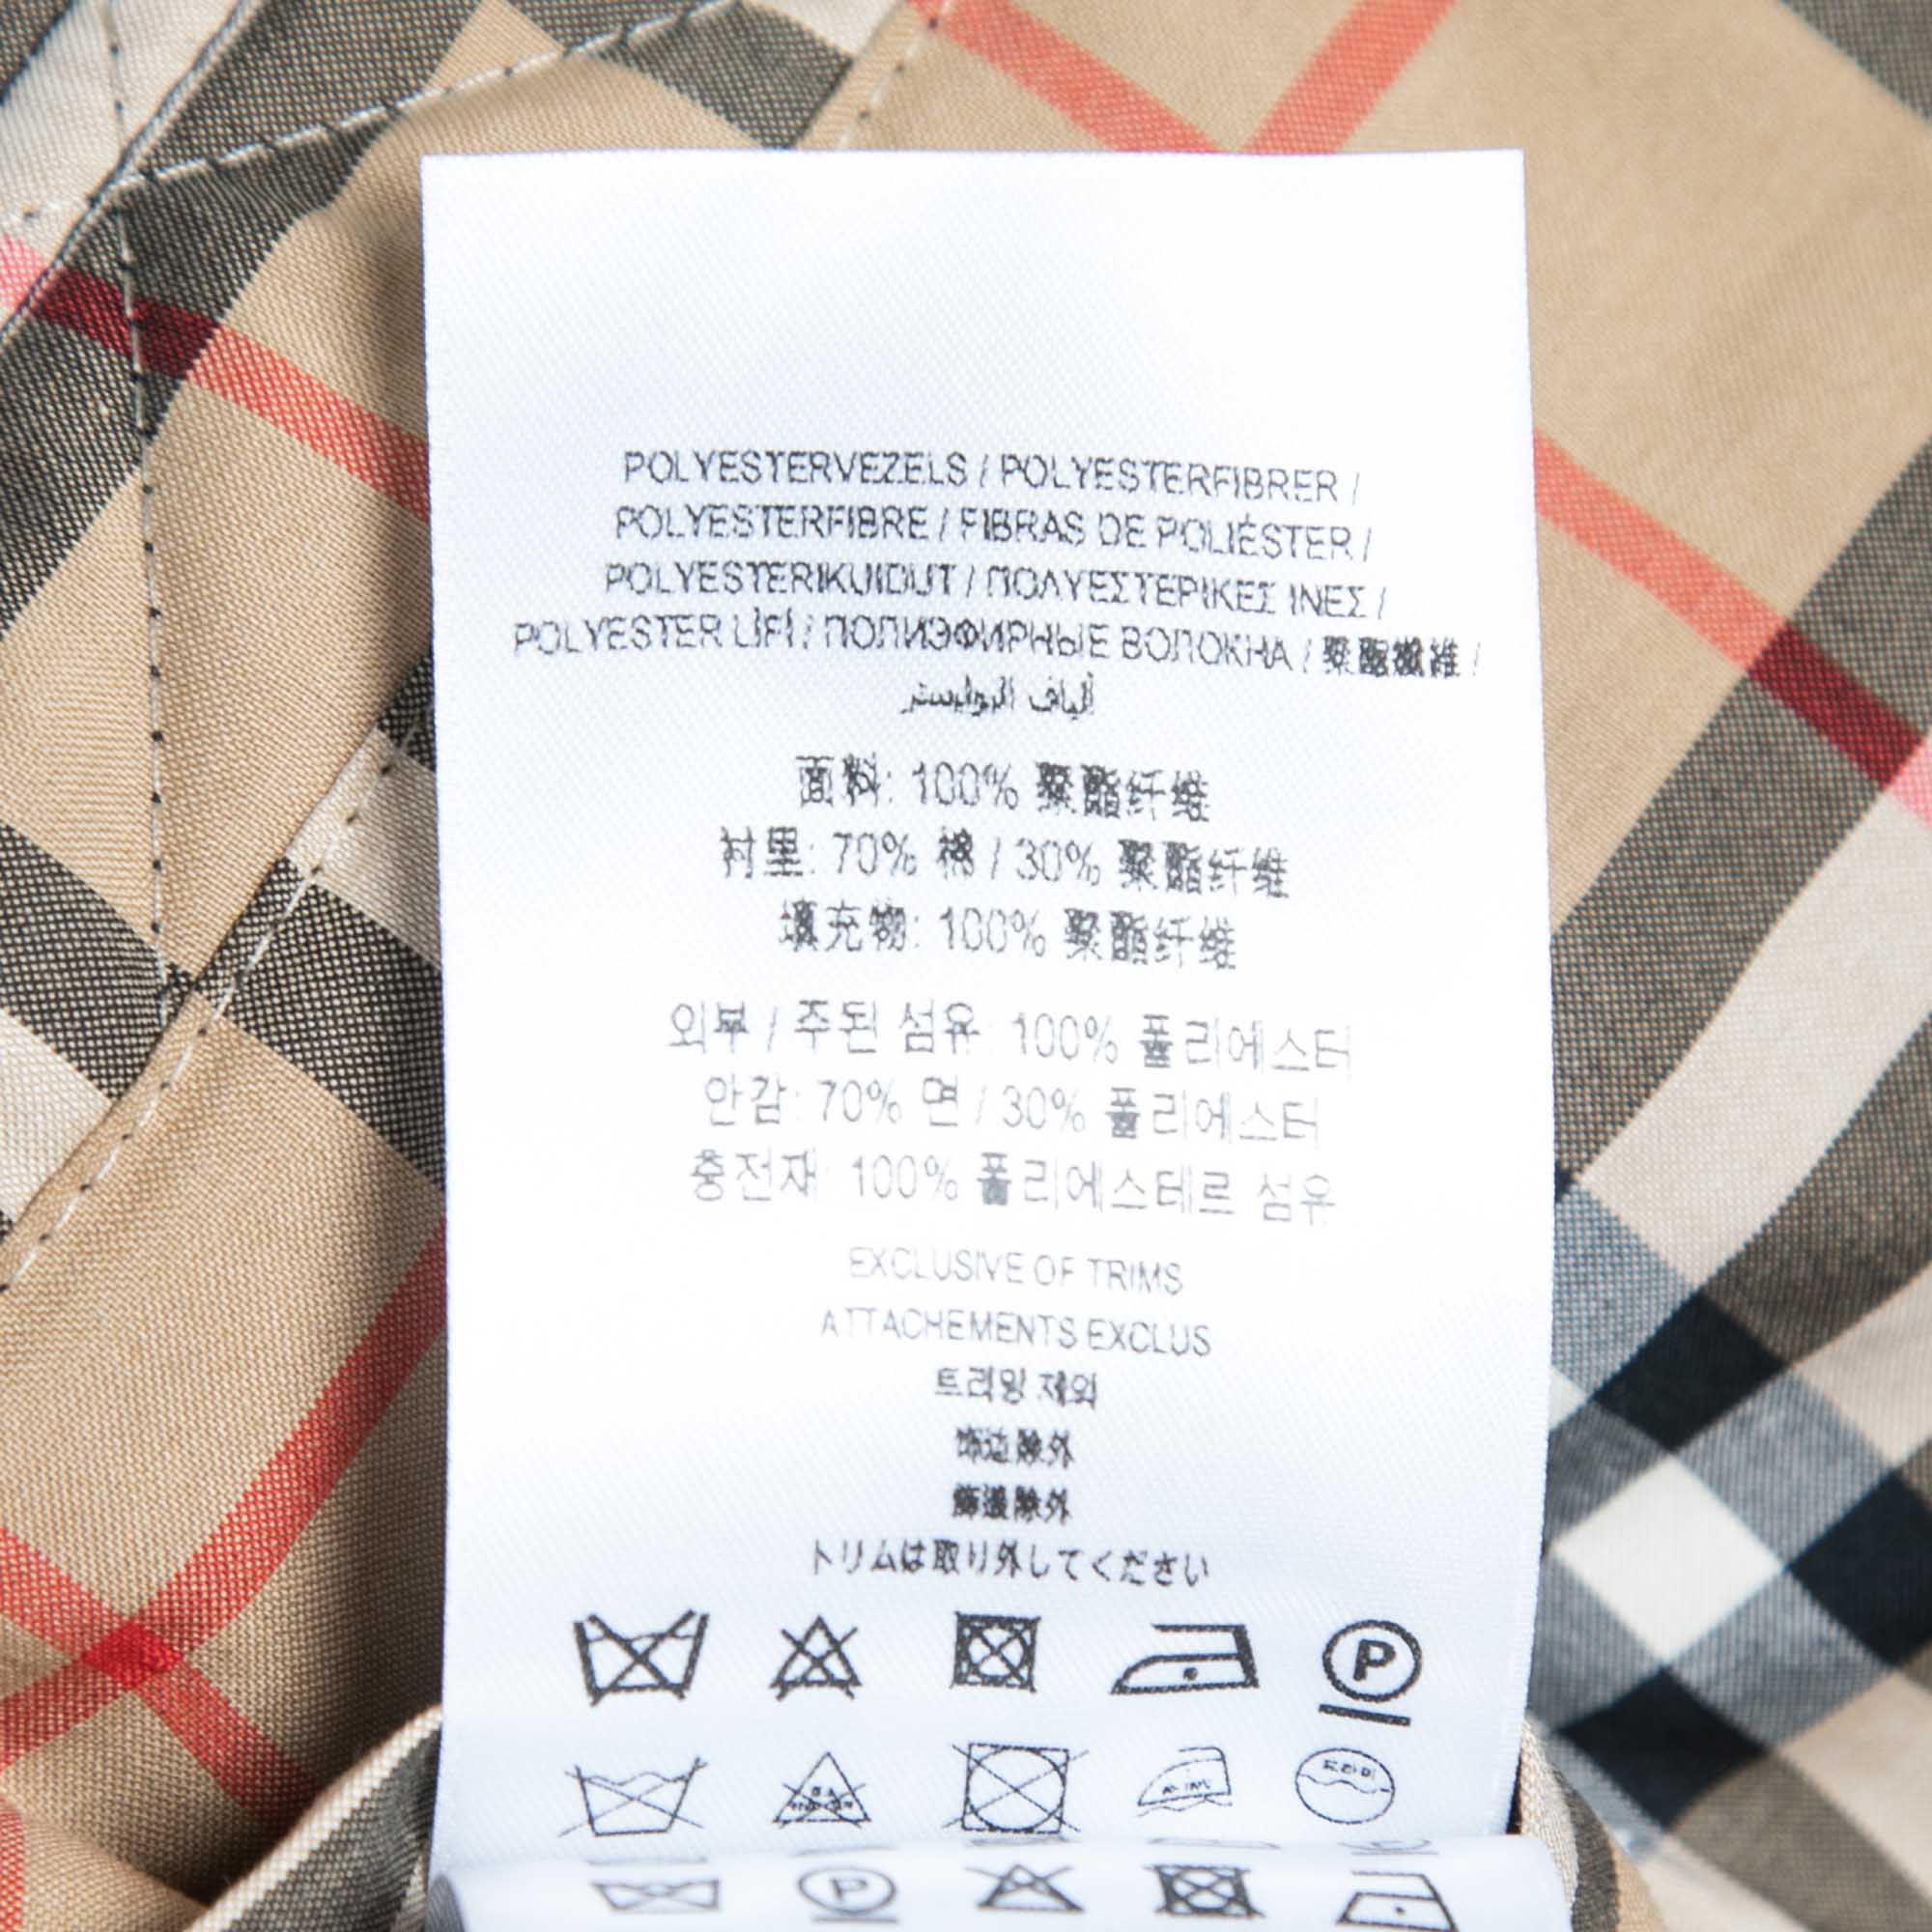 POLYESTERVEZELS / POLYESTERFIBRER /
POLYESTERFIBRE / FIBRAS DE POLIÉSTER /
POLYESTERIKUIDUT / ΠΟΛΥΕΣΤΕΡΙΚΕΣ ΙΝΕΣ /
POLYESTER LİFİ / ПОЛИЭФИРНЫЕ ВОЛОКНА / 聚酯纖維 /
ألياف البوليستر
面料: 100% 聚酯纤维
衬里: 70% 棉 / 30% 聚酯纤维
填充物: 100% 聚酯纤维
외부 / 주된 섬유: 100% 폴리에스터
안감: 70% 면 / 30% 폴리에스터
충전재: 100% 폴리에스테르 섬유
EXCLUSIVE OF TRIMS
ATTACHEMENTS EXCLUS
트리밍 제외
饰边除外
飾邊除外
トリムは取り外してください
P
드라이
P